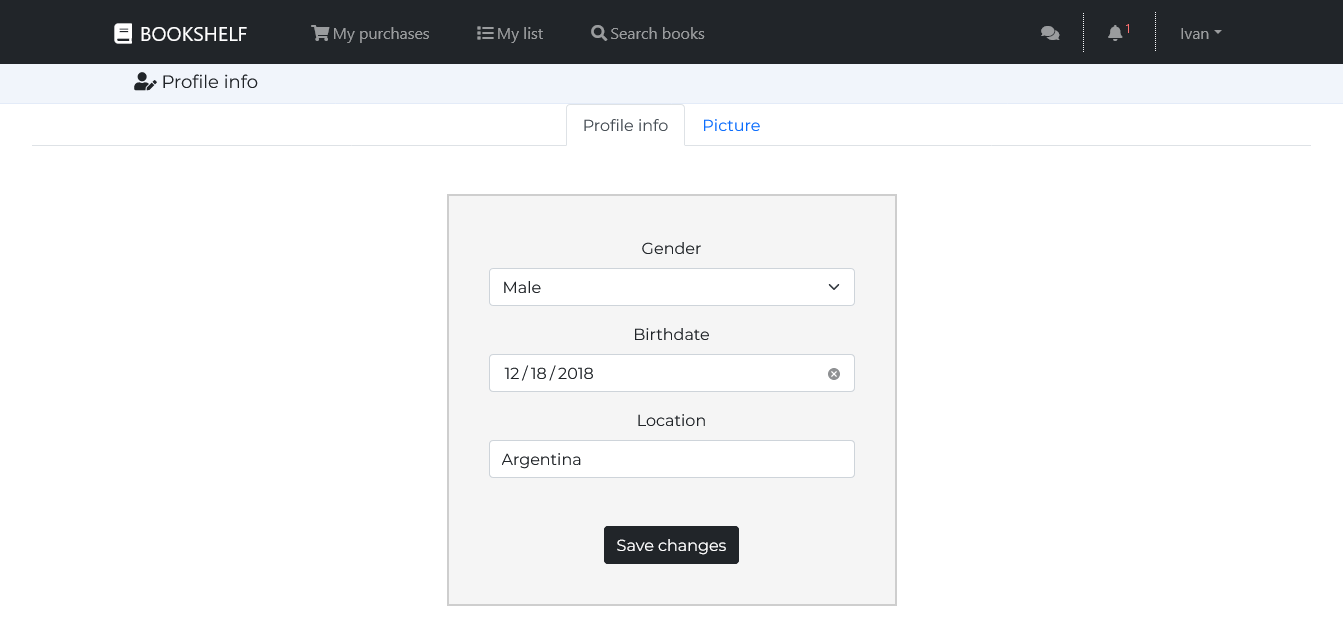 BOOKSHELF My purchases My list Search books 1 Ivan
Profile info
Profile info Picture
Gender
Male
Birthdate
12/18/2018
Location
Argentina
Save changes